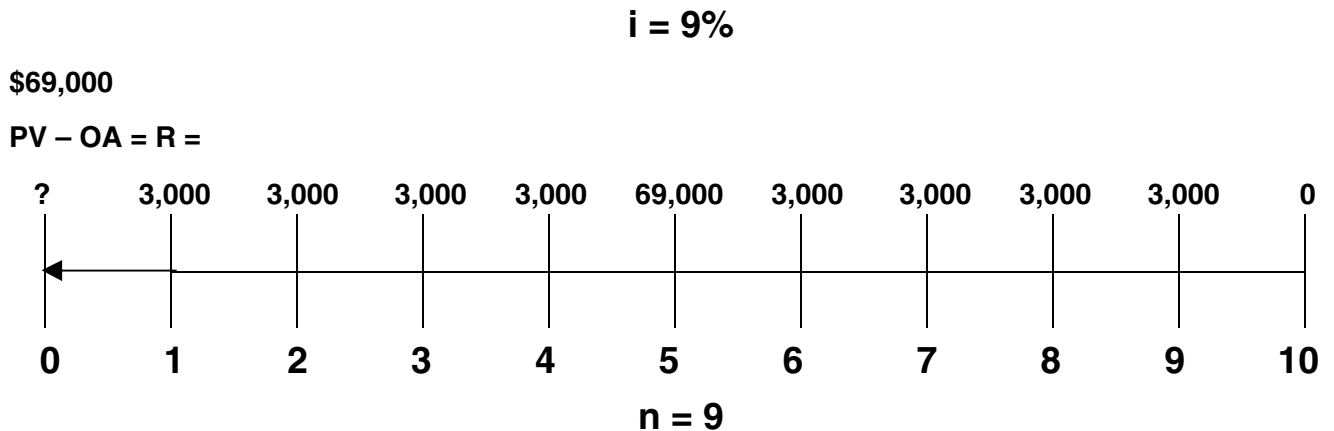 i = 9%
$69,000
PV – OA = R =
? 3,000 3,000 3,000 3,000 69,000 3,000 3,000 3,000 3,000 0
0 1 2 3 4 5 6 7 8 9 10
n = 9